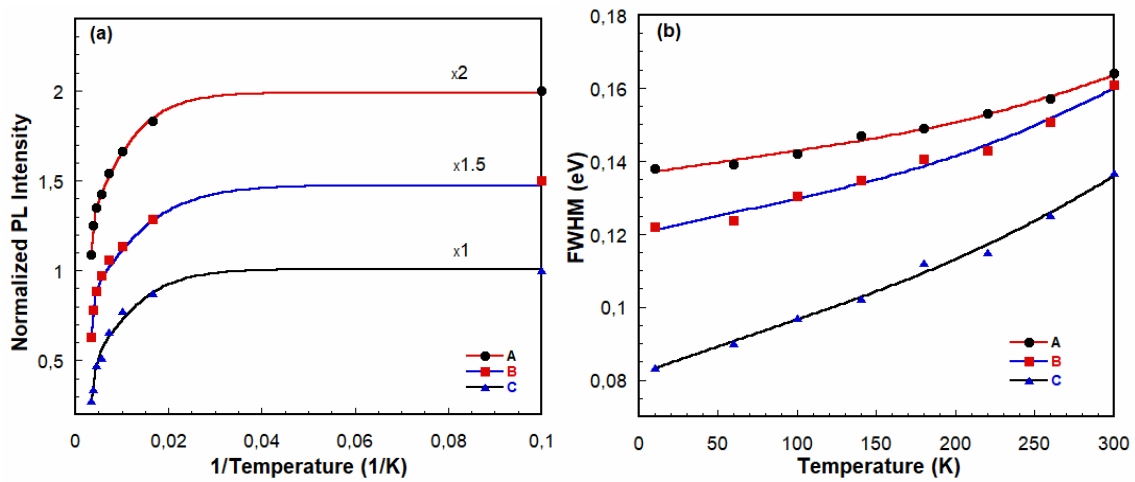 (a)
x2
x1.5
x1
2
1.5
1
0,5
Normalized PL Intensity
A
B
C
0
0,02
0,04
0,06
0,08
0,1
1/Temperature (1/K)
(b)
0,18
0,16
0,14
0,12
0,1
0,08
FWHM (eV)
A
B
C
0
50
100
150
200
250
300
Temperature (K)